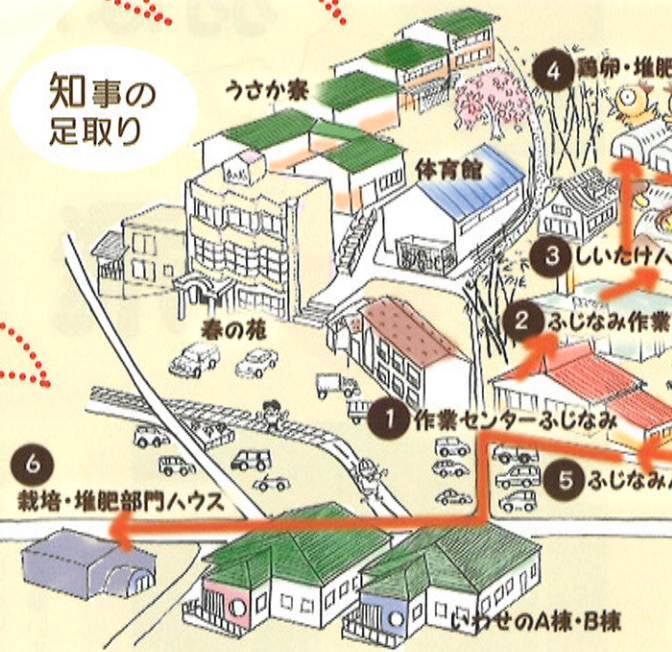 知事の
足取り
うさか寮
4 鶏卵・堆肥
体育館
3 しいたけハ
2 ふじなみ作業
春の苑
1 作業センターふじなみ
5 ふじなみハ
6
栽培・堆肥部門ハウス
いわせのA棟・B棟